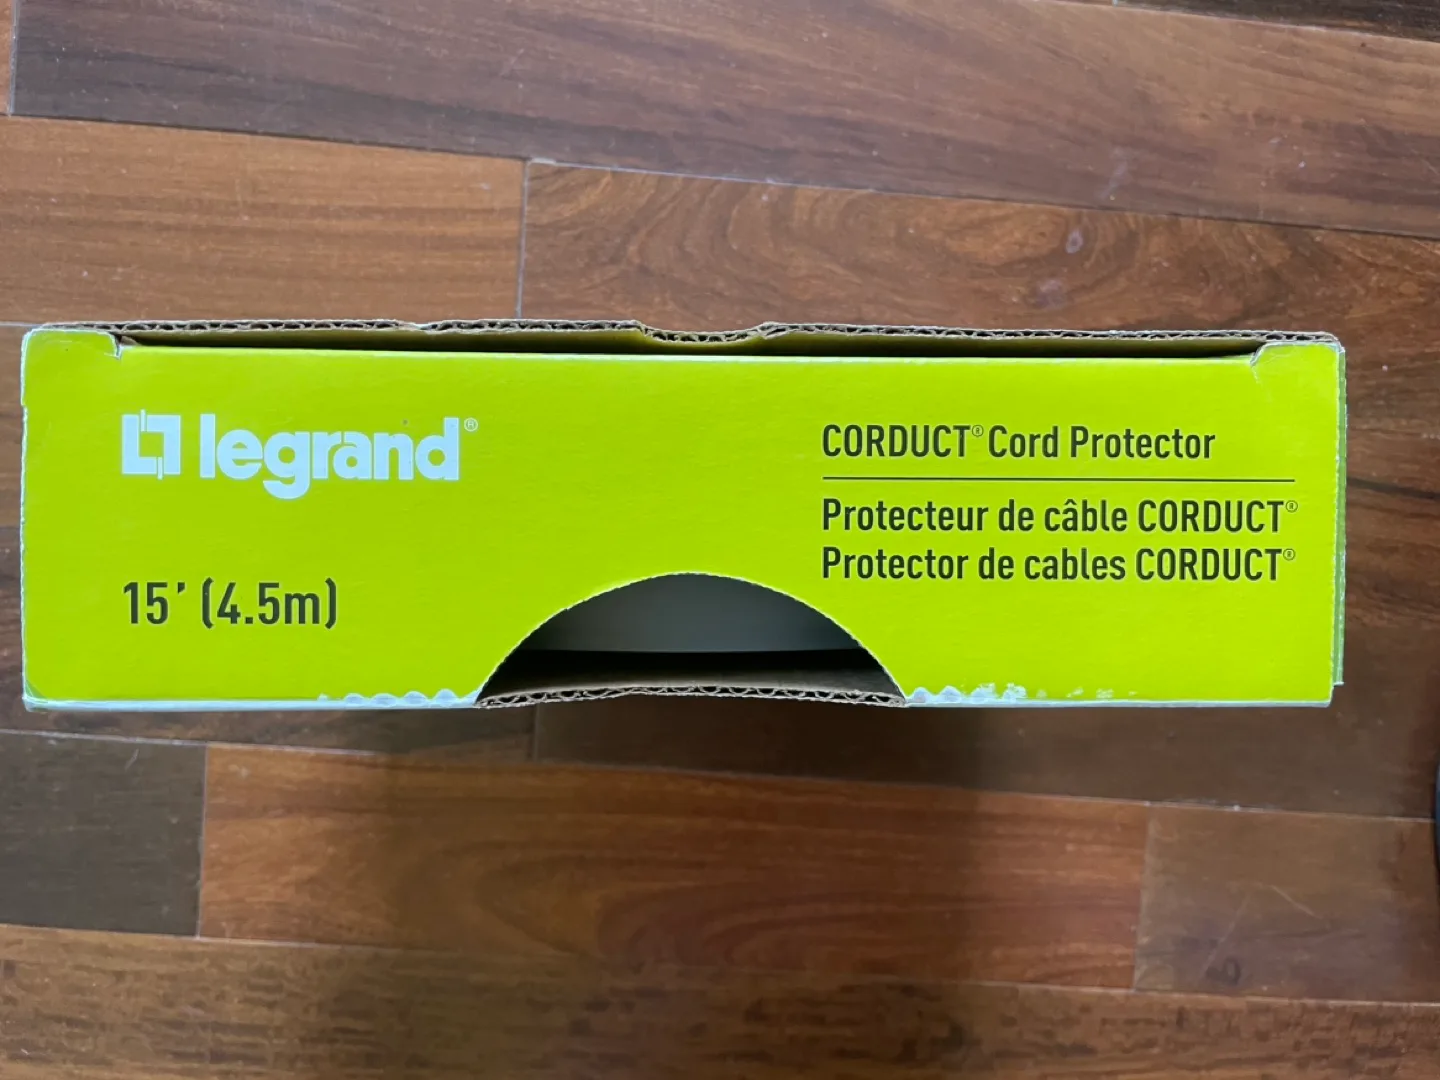 legrand®
15' (4.5m)
CORDUCT® Cord Protector
Protecteur de câble CORDUCT®
Protector de cables CORDUCT®